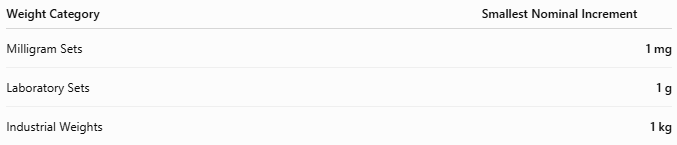 Weight Category Smallest Nominal Increment
Milligram Sets 1 mg
Laboratory Sets 1 g
Industrial Weights 1 kg